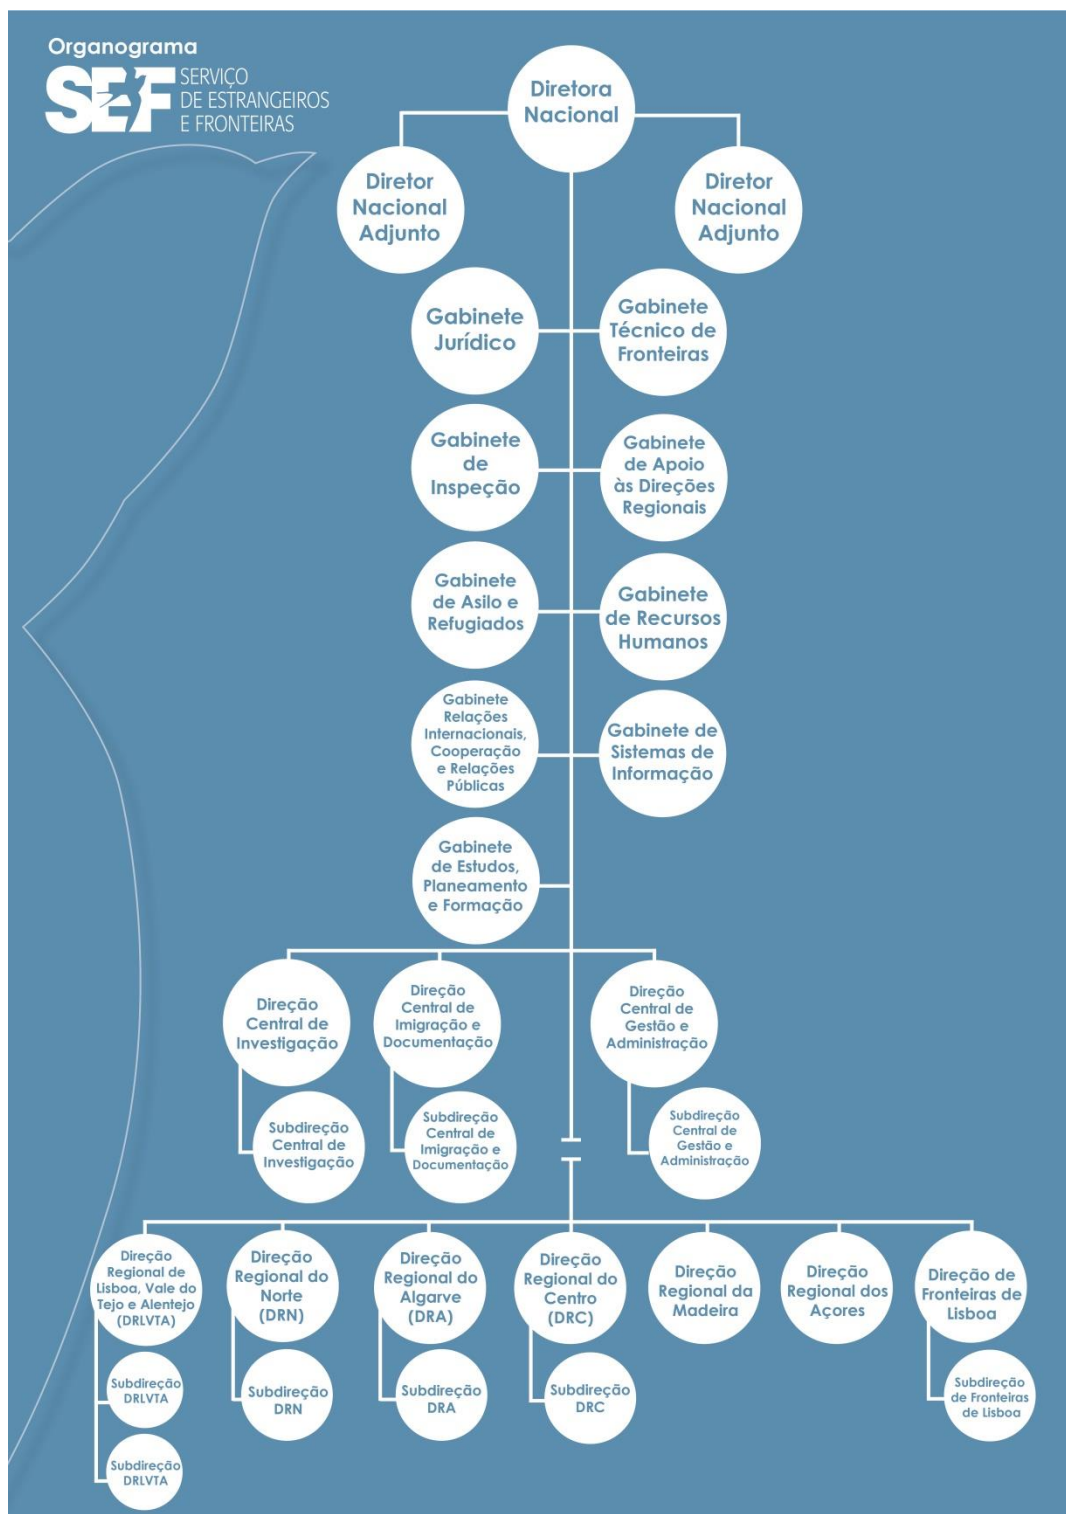 Organograma
SEF
SERVIÇO
DE ESTRANGEIROS
E FRONTEIRAS
Diretora
Nacional
Diretor
Nacional
Adjunto
Diretor
Nacional
Adjunto
Gabinete
Jurídico
Gabinete
Técnico de
Fronteiras
Gabinete
de
Inspeção
Gabinete
de Apoio
às Direções
Regionais
Gabinete
de Asilo e
Refugiados
Gabinete
de Recursos
Humanos
Gabinete
Relações
Internacionais,
Cooperação
e Relações
Públicas
Gabinete de
Sistemas de
Informação
Gabinete
de Estudos,
Planeamento
e Formação
Direção
Central de
Investigação
Direção
Central de
Imigração e
Documentação
Direção
Central de
Gestão e
Administração
Subdireção
Central de
Investigação
Subdireção
Central de
Imigração e
Documentação
Subdireção
Central de
Gestão e
Administração
Direção
Regional de
Lisboa, Vale do
Tejo e Alentejo
(DRLVTA)
Direção
Regional do
Norte
(DRN)
Direção
Regional do
Algarve
(DRA)
Direção
Regional do
Centro
(DRC)
Direção
Regional da
Madeira
Direção
Regional dos
Açores
Direção de
Fronteiras de
Lisboa
Subdireção
DRLVTA
Subdireção
DRN
Subdireção
DRA
Subdireção
DRC
Subdireção
de Fronteiras
de Lisboa
Subdireção
DRLVTA